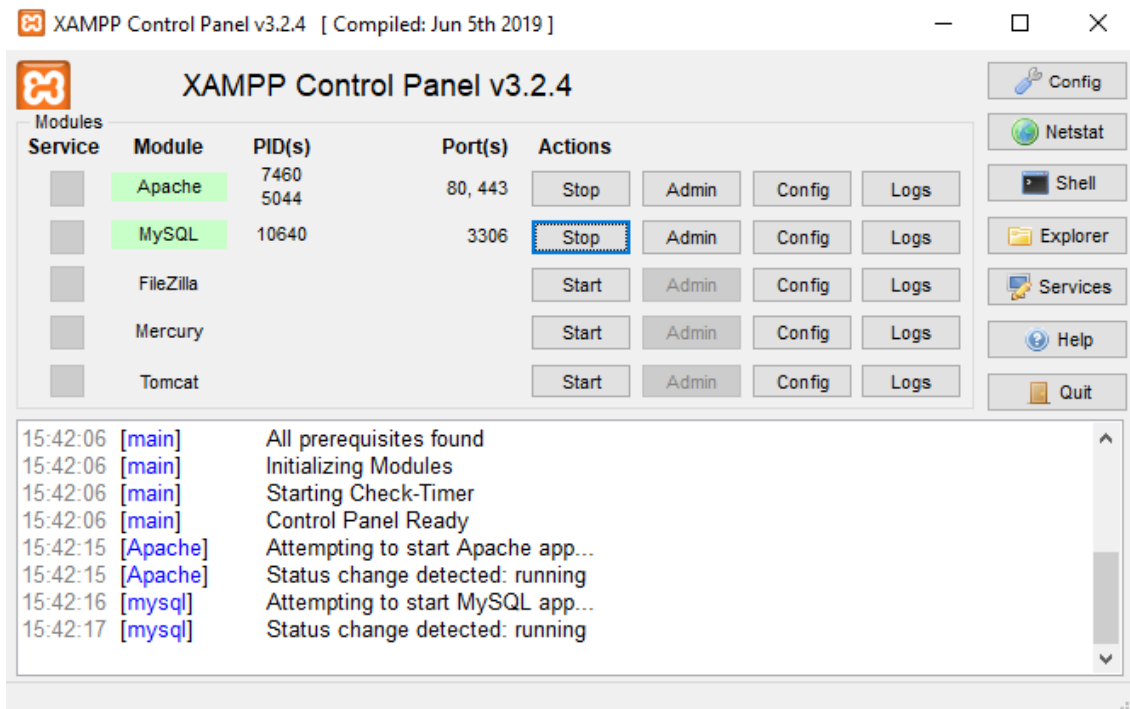 XAMPP Control Panel v3.2.4 [ Compiled: Jun 5th 2019 ]
XAMPP Control Panel v3.2.4
Config
Netstat
Shell
Explorer
Services
Help
Quit
Modules
Service Module PID(s) Port(s) Actions
Apache 7460 5044 80, 443 Stop Admin Config Logs
MySQL 10640 3306 Stop Admin Config Logs
FileZilla Start Admin Config Logs
Mercury Start Admin Config Logs
Tomcat Start Admin Config Logs
15:42:06 [main] All prerequisites found
15:42:06 [main] Initializing Modules
15:42:06 [main] Starting Check-Timer
15:42:06 [main] Control Panel Ready
15:42:15 [Apache] Attempting to start Apache app...
15:42:15 [Apache] Status change detected: running
15:42:16 [mysql] Attempting to start MySQL app...
15:42:17 [mysql] Status change detected: running